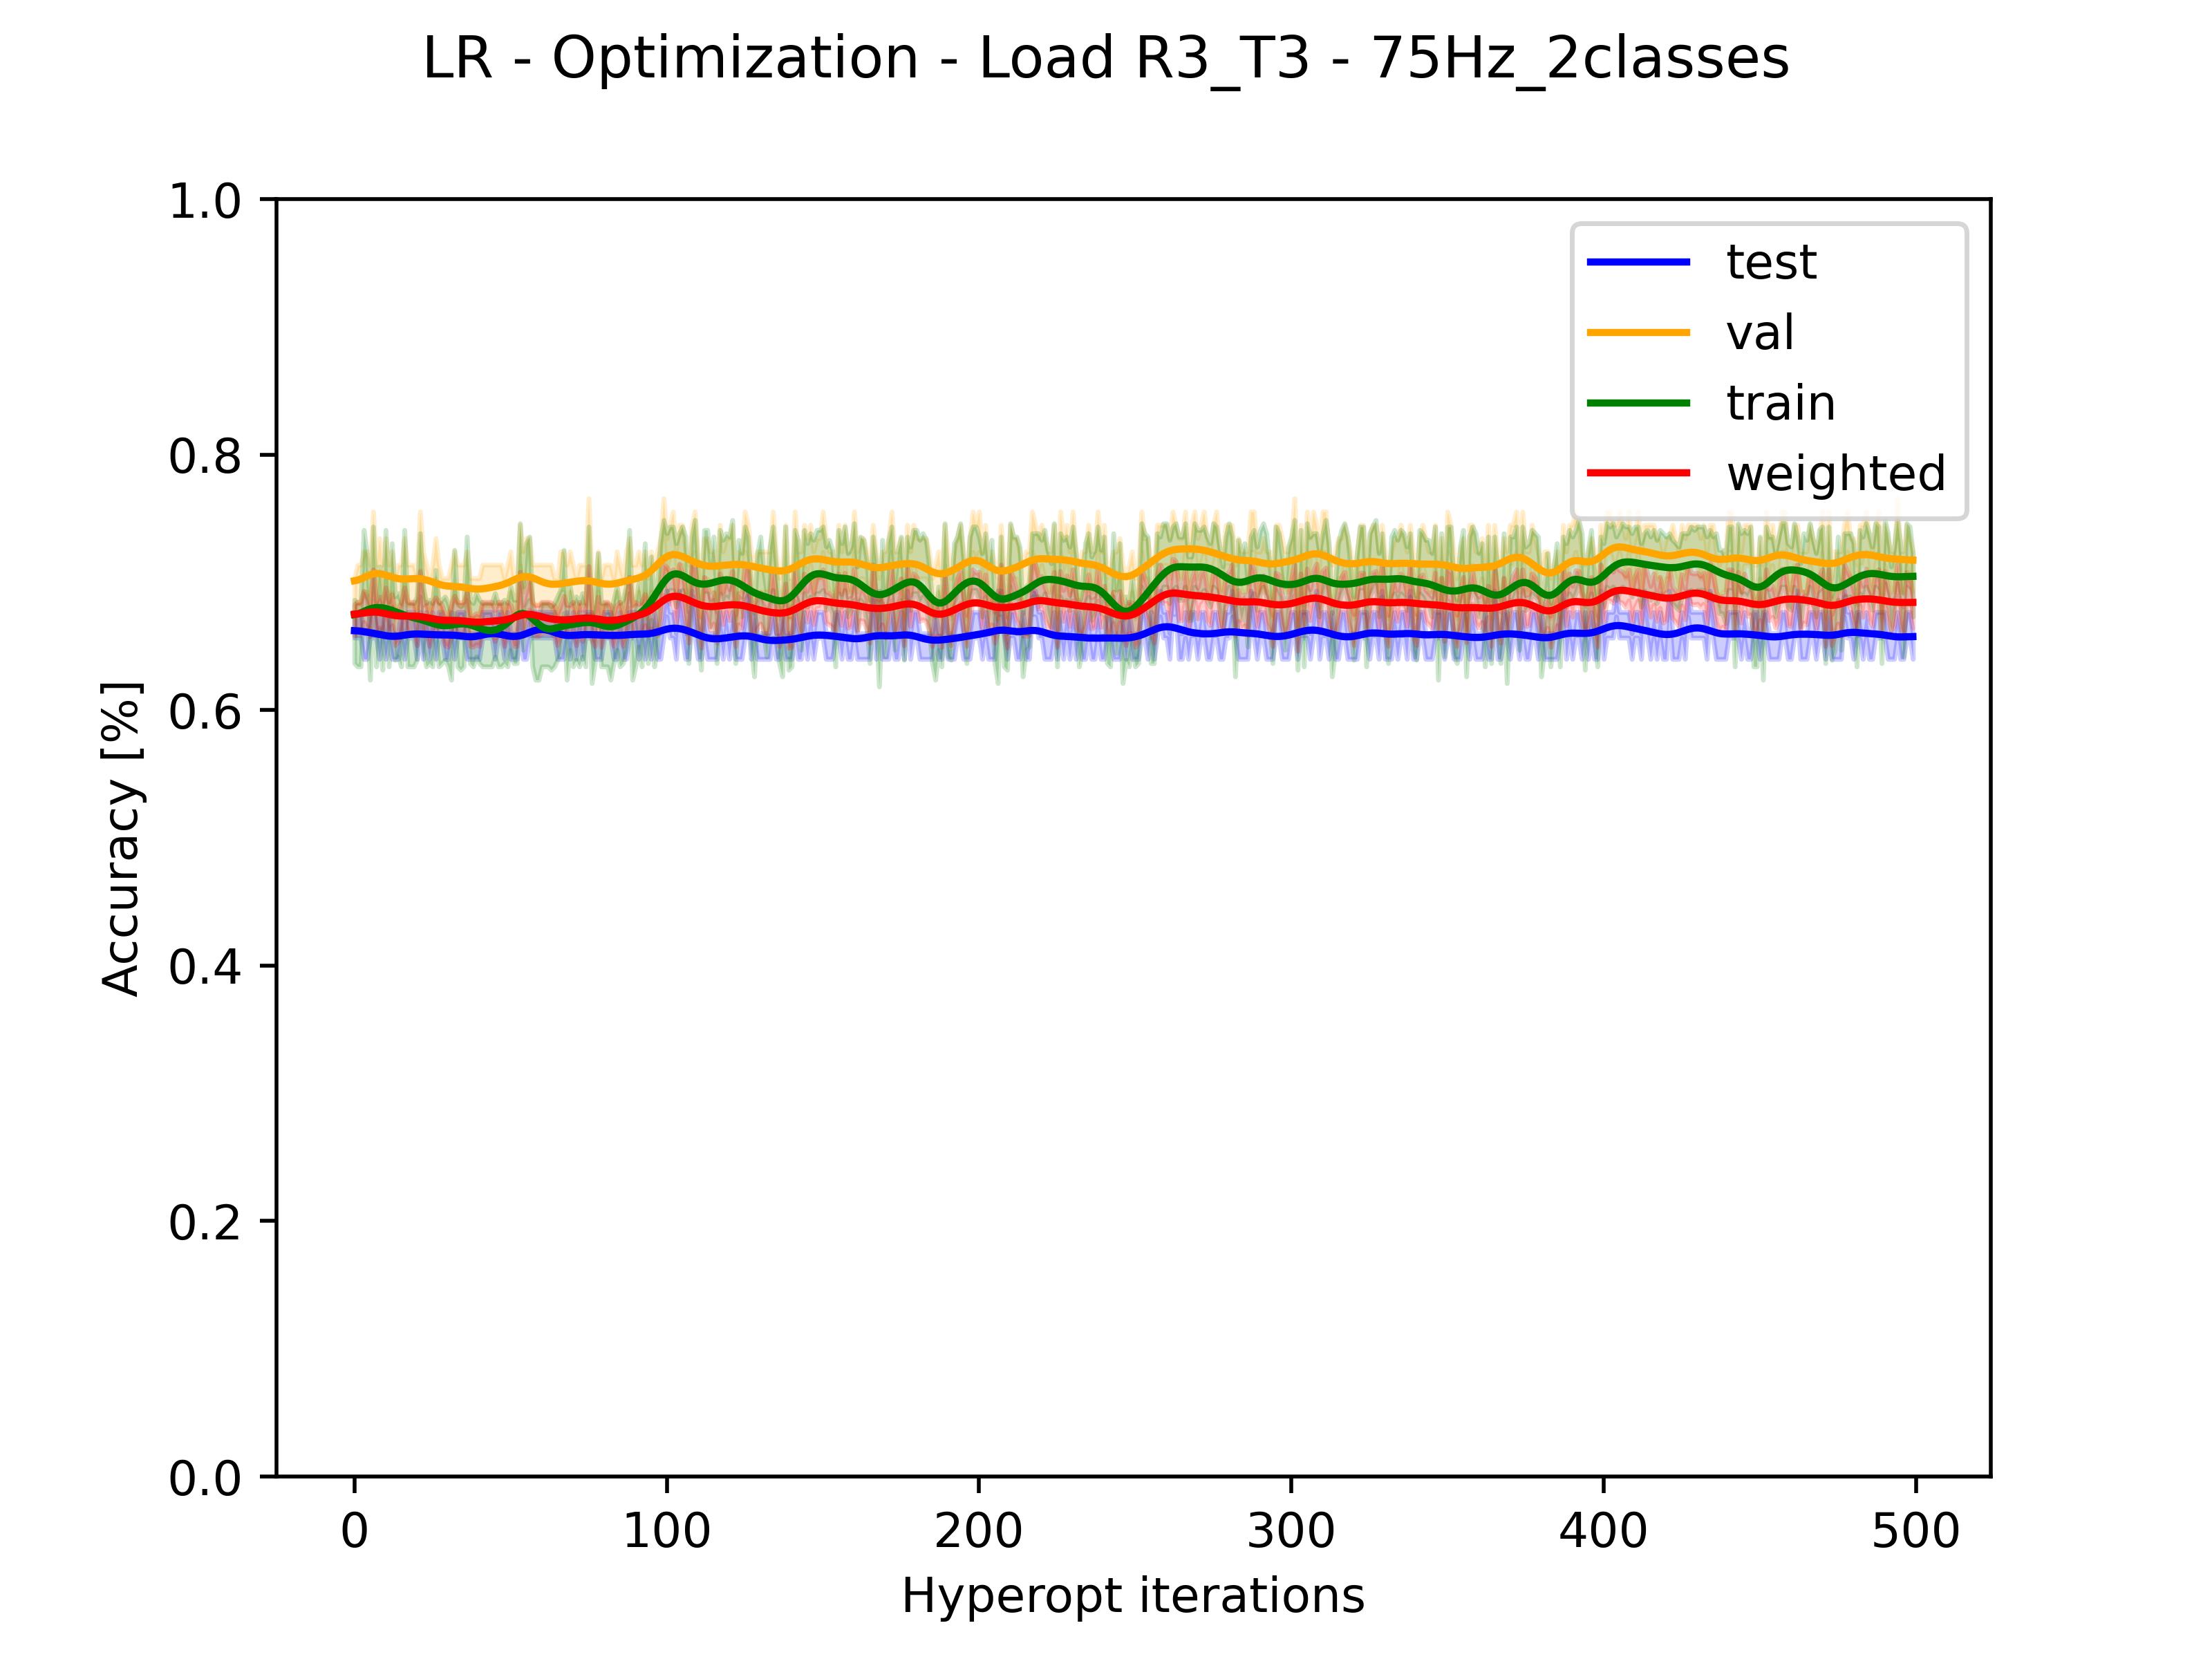 LR - Optimization - Load R3_T3 - 75Hz_2classes
1.0
0.8
0.6
0.4
0.2
0.0
Accuracy [%]
test
val
train
weighted
0 100 200 300 400 500
Hyperopt iterations